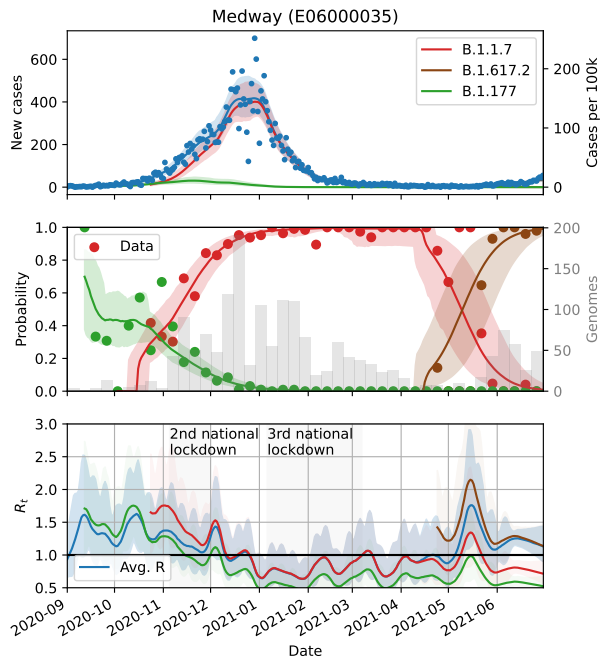 Medway (E06000035)
New cases
600
400
200
0
B.1.1.7
B.1.617.2
B.1.177
200
100
0
Cases per 100k
Probability
1.0
0.8
0.6
0.4
0.2
0.0
Data
200
150
100
50
0
Genomes
R_t
3.0
2.5
2.0
1.5
1.0
0.5
2nd national
lockdown
3rd national
lockdown
Avg. R
2020-09
2020-10
2020-11
2020-12
2021-01
2021-02
2021-03
2021-04
2021-05
2021-06
Date